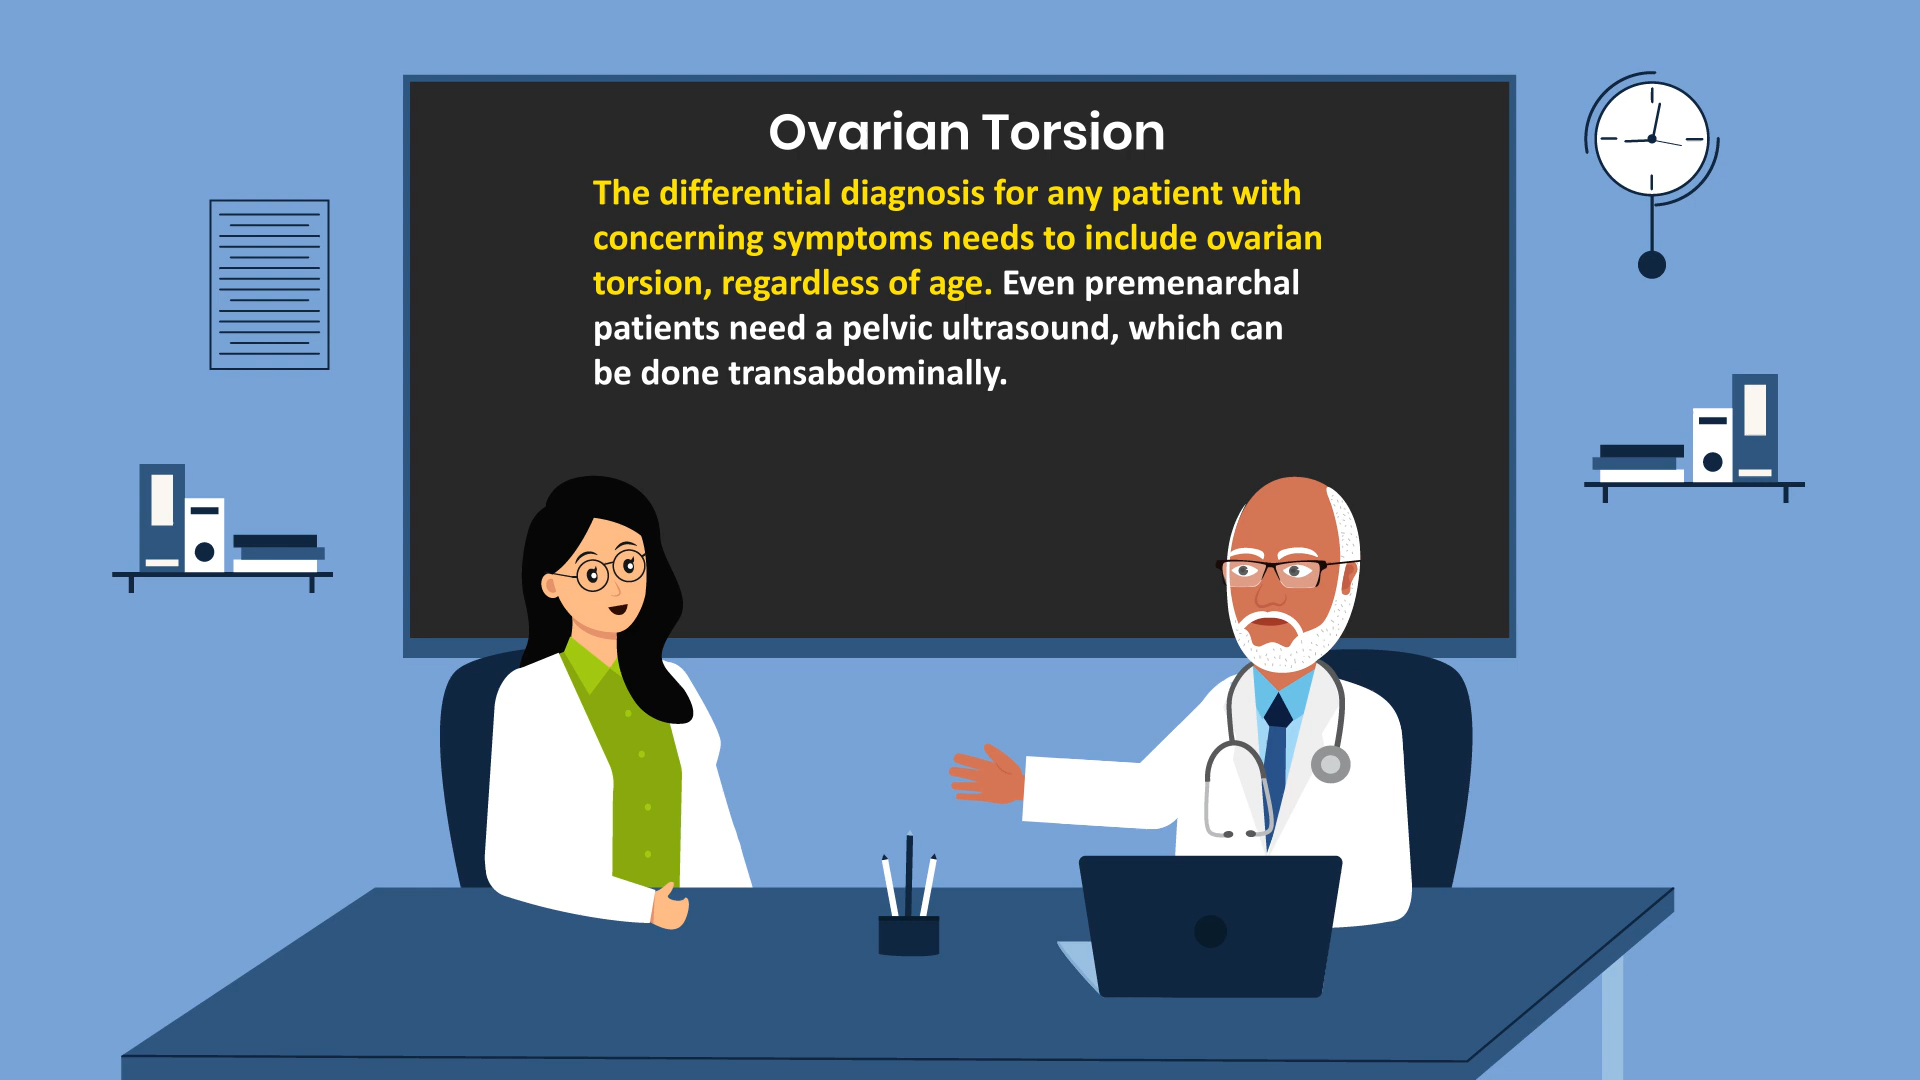 Ovarian Torsion
The differential diagnosis for any patient with
concerning symptoms needs to include ovarian
torsion, regardless of age. Even premenarchal
patients need a pelvic ultrasound, which can
be done transabdominally.